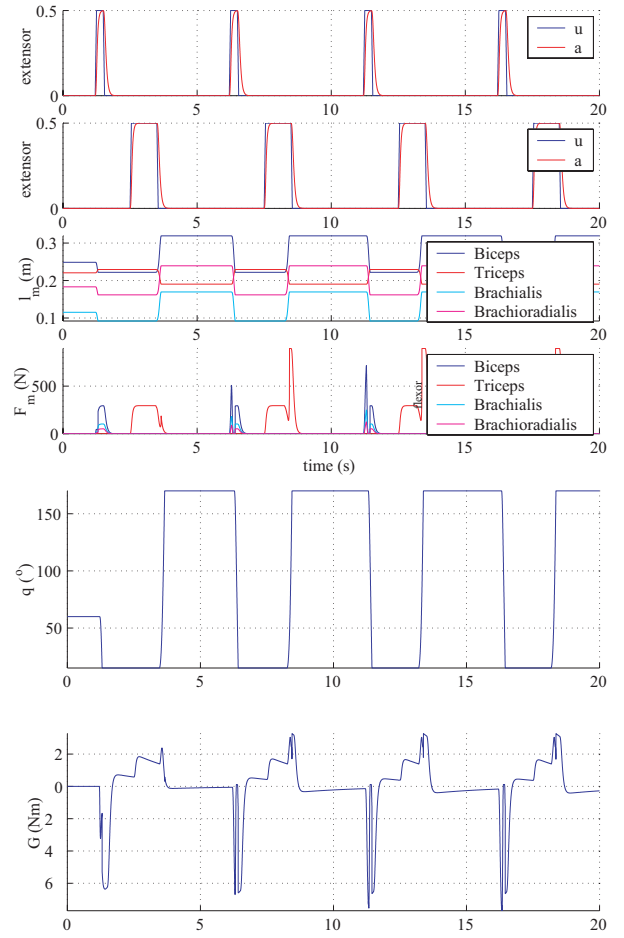 extensor
0.5
0
u
a
0 5 10 15 20
extensor
0.5
0
u
a
0 5 10 15 20
l_m (m)
0.3
0.2
0.1
Biceps
Triceps
Brachialis
Brachioradialis
0 5 10 15 20
F_m (N)
500
0
flexor
Biceps
Triceps
Brachialis
Brachioradialis
0 5 10 15 20
time (s)
q (°)
150
100
50
0 5 10 15 20
G (Nm)
2
0
2
4
6
0 5 10 15 20